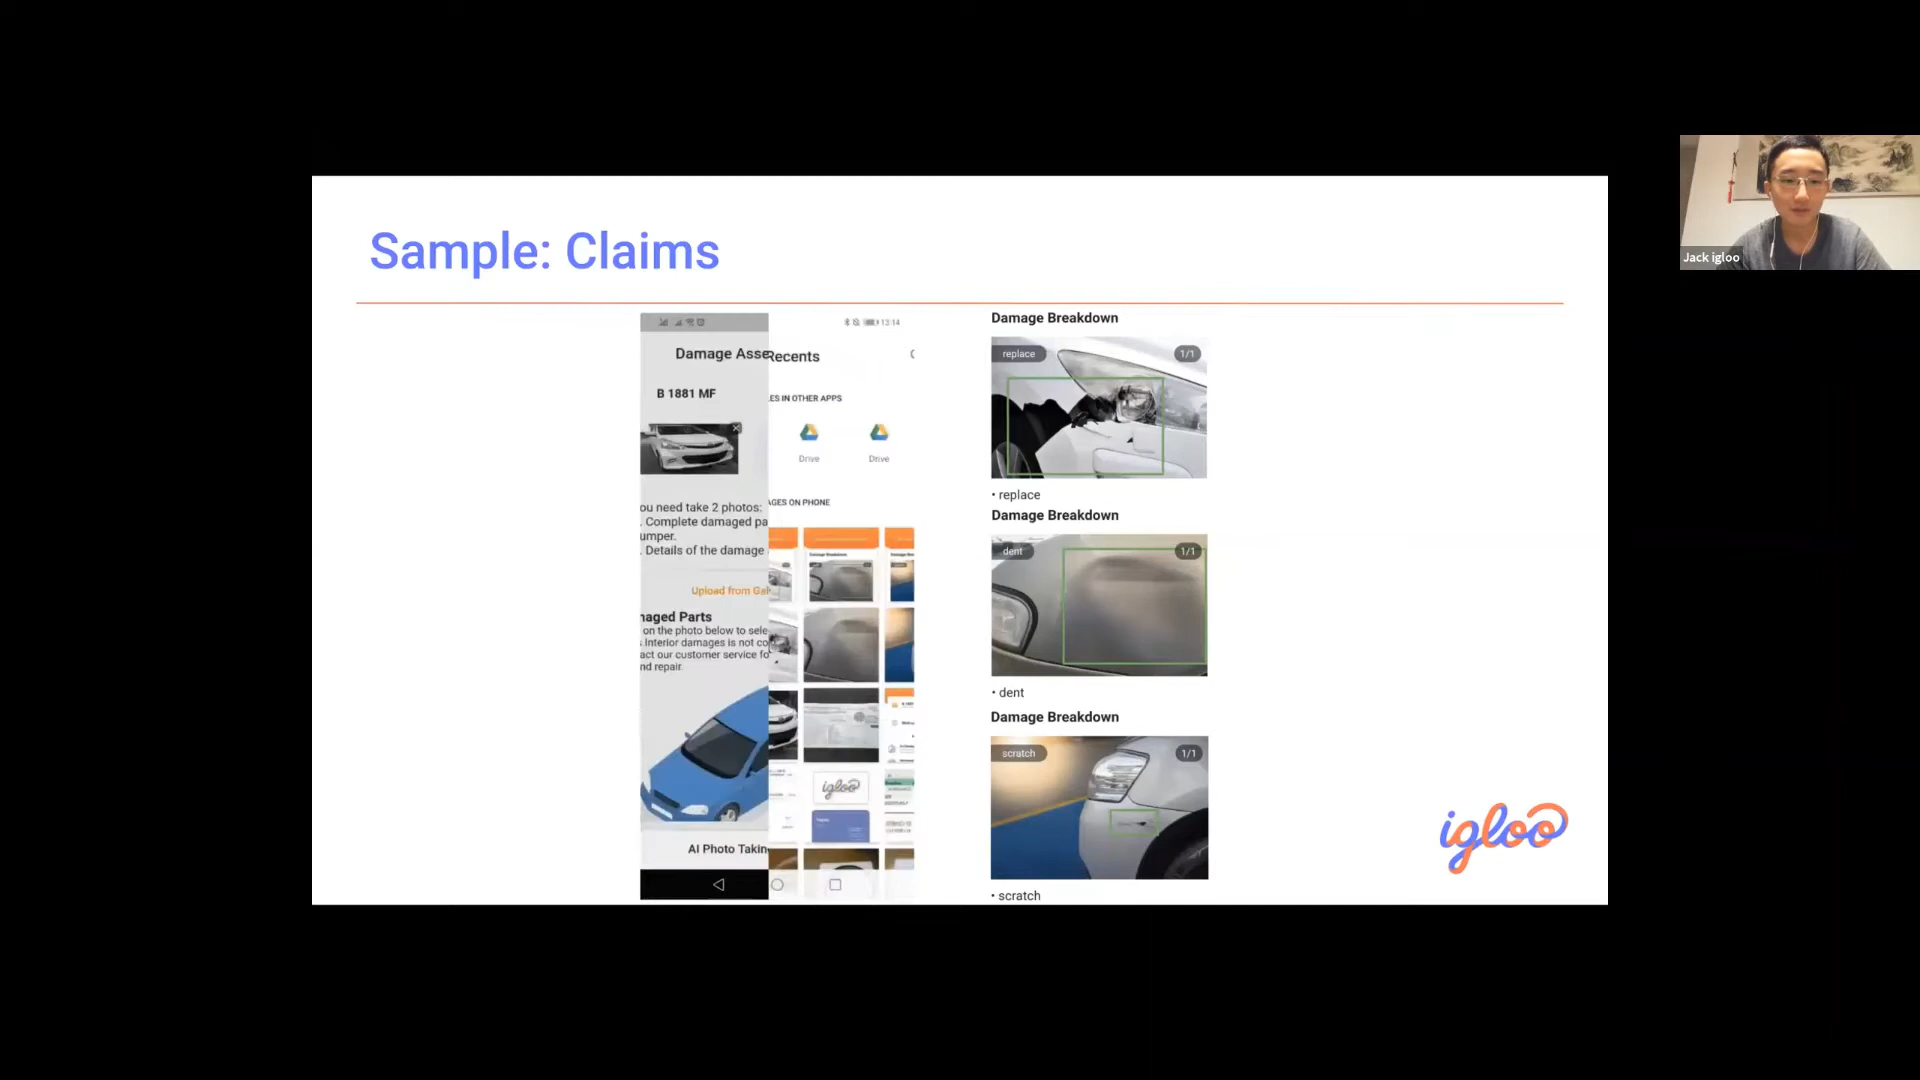 Sample: Claims
Jack igloo
12:14
Damage Asse
Recents
B 1881 MF
ES IN OTHER APPS
Drive
Drive
ou need take 2 photos:
. Complete damaged pa
umper.
. Details of the damage
AGES ON PHONE
Upload from Gal
naged Parts
on the photo below to sele
Interior damages is not co
act our customer service fo
nd repair.
igloo
AI Photo Takin
Damage Breakdown
replace
1/1
• replace
Damage Breakdown
dent
1/1
• dent
Damage Breakdown
scratch
1/1
• scratch
igloo